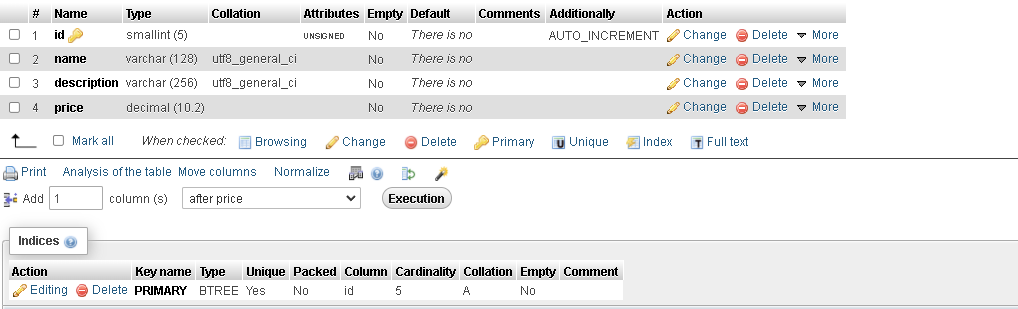 # Name Type Collation Attributes Empty Default Comments Additionally Action
1 id smallint (5) UNSIGNED No There is no AUTO_INCREMENT Change Delete More
2 name varchar (128) utf8_general_ci No There is no Change Delete More
3 description varchar (256) utf8_general_ci No There is no Change Delete More
4 price decimal (10.2) No There is no Change Delete More
Mark all When checked: Browsing Change Delete Primary U Unique Index T Full text
Print Analysis of the table Move columns Normalize
Add 1 column (s) after price Execution
Indices
Action Key name Type Unique Packed Column Cardinality Collation Empty Comment
Editing Delete PRIMARY BTREE Yes No id 5 A No